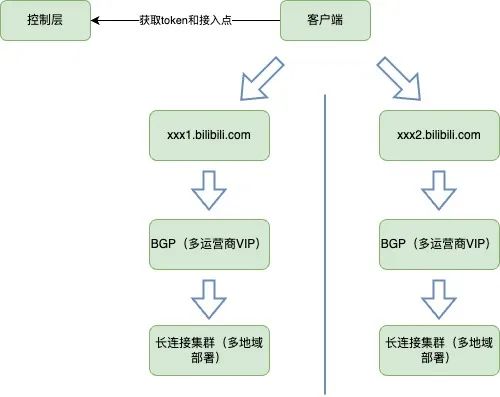 控制层
获取token和接入点
客户端
xxx1.bilibili.com
xxx2.bilibili.com
BGP（多运营商VIP）
BGP（多运营商VIP）
长连接集群（多地域
部署）
长连接集群（多地域
部署）